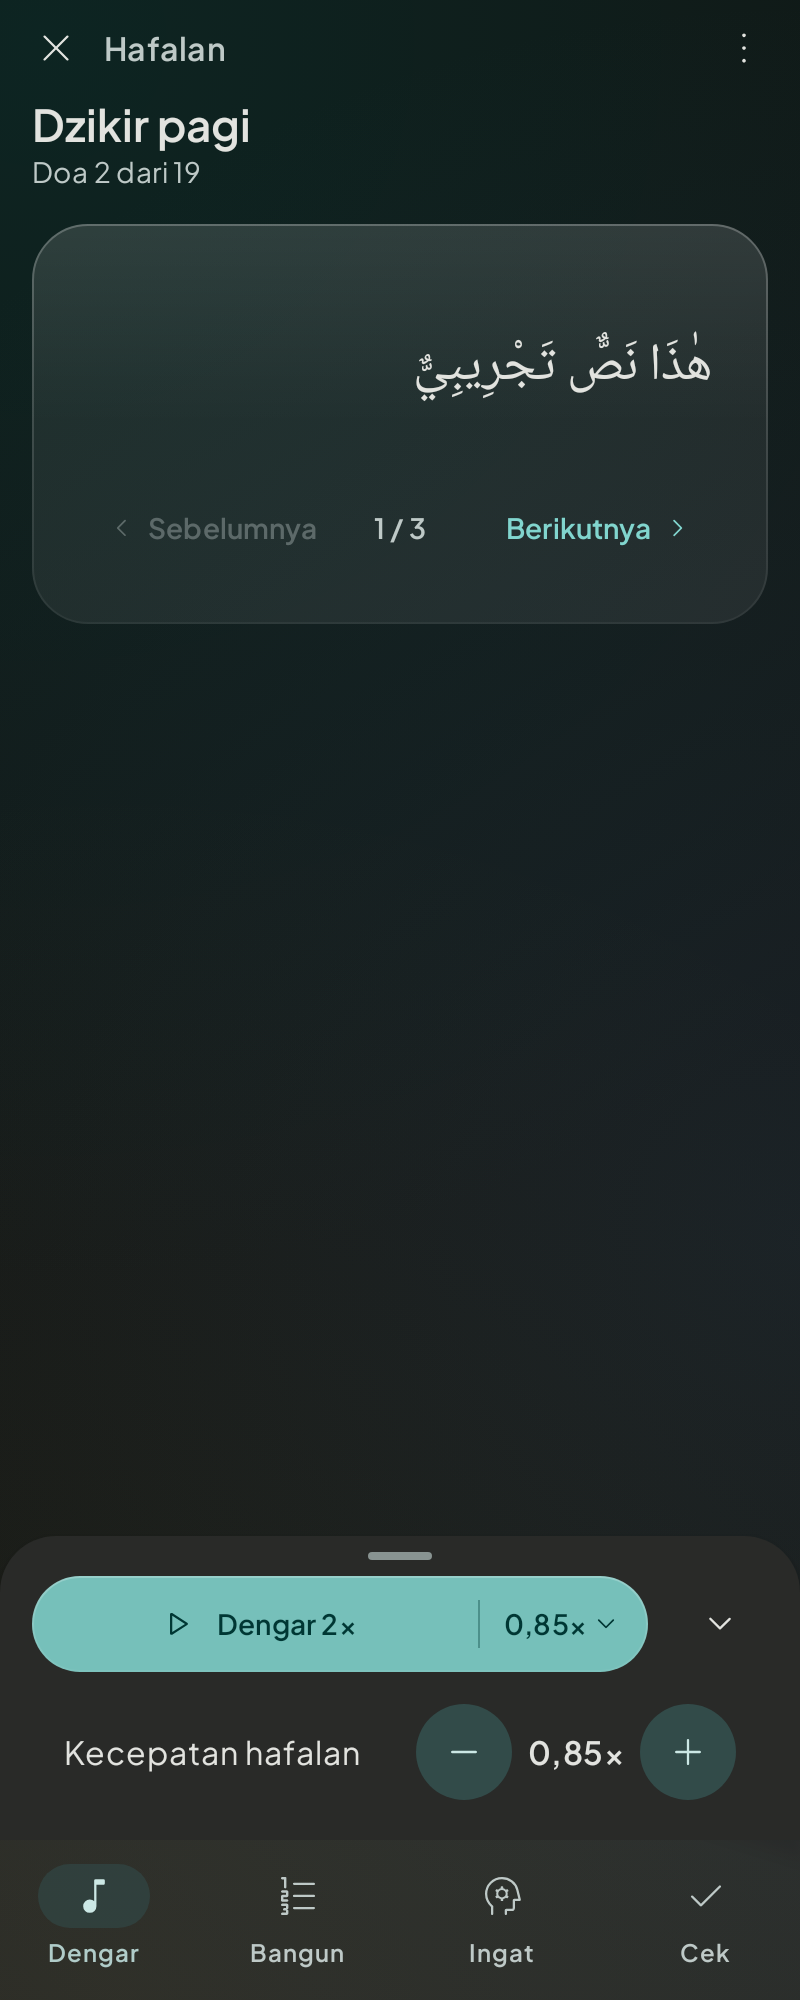 Hafalan
Dzikir pagi
Doa 2 dari 19
هٰذَا نَصٌّ تَجْرِيبِيٌّ
Sebelumnya 1 / 3 Berikutnya
Dengar 2× 0,85×
Kecepatan hafalan 0,85×
Dengar Bangun Ingat Cek